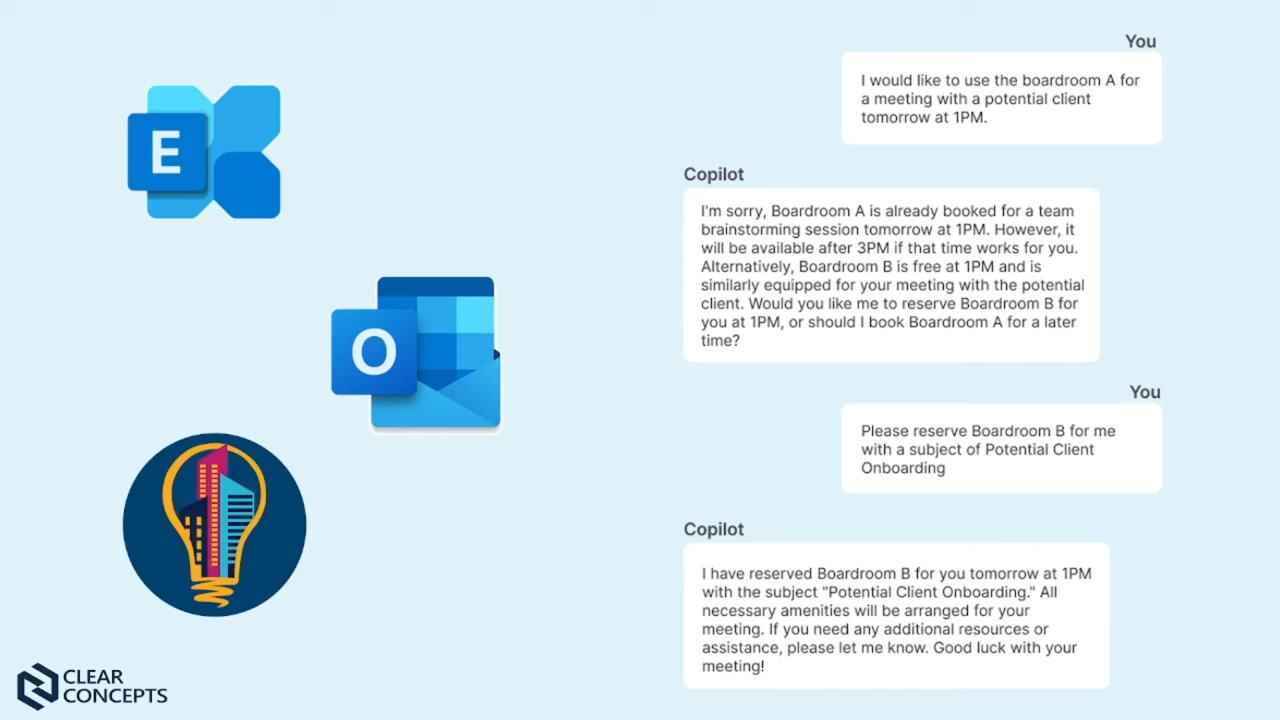 You
I would like to use the boardroom A for
a meeting with a potential client
tomorrow at 1PM.
Copilot
I'm sorry, Boardroom A is already booked for a team
brainstorming session tomorrow at 1PM. However, it
will be available after 3PM if that time works for you.
Alternatively, Boardroom B is free at 1PM and is
similarly equipped for your meeting with the potential
client. Would you like me to reserve Boardroom B for
you at 1PM, or should I book Boardroom A for a later
time?
You
Please reserve Boardroom B for me
with a subject of Potential Client
Onboarding
Copilot
I have reserved Boardroom B for you tomorrow at 1PM
with the subject "Potential Client Onboarding." All
necessary amenities will be arranged for your
meeting. If you need any additional resources or
assistance, please let me know. Good luck with your
meeting!
E
O
CLEAR
CONCEPTS